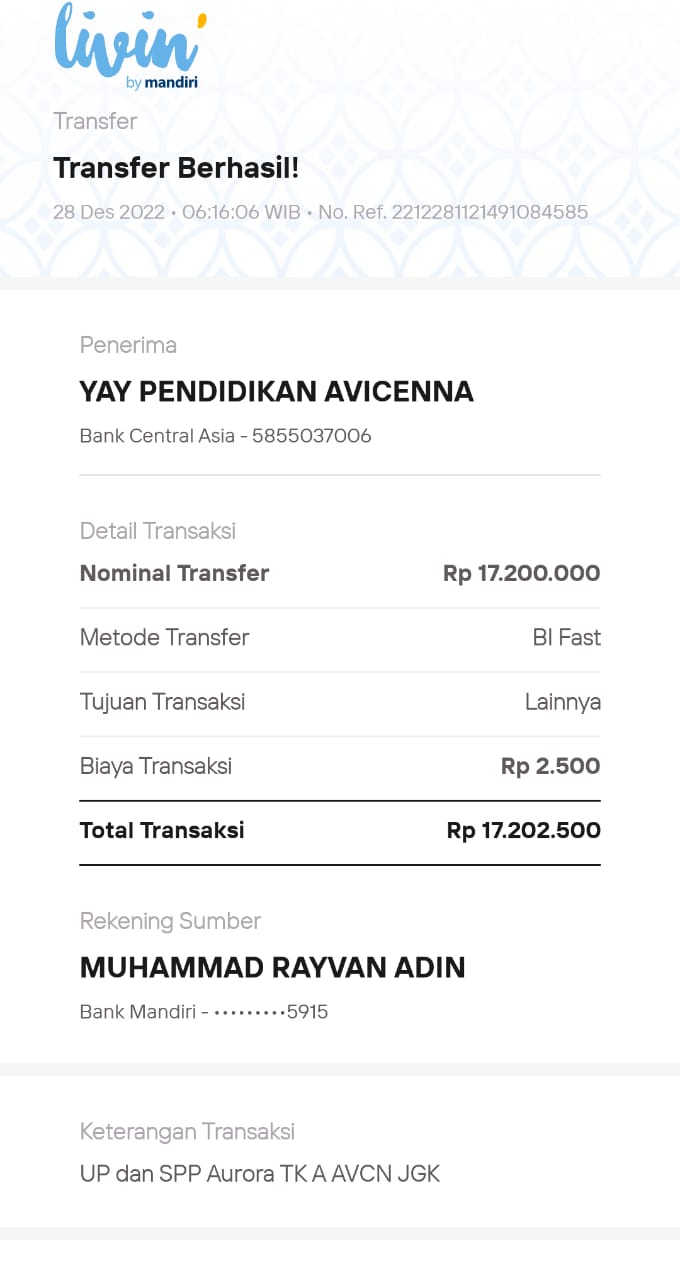 livin'
by mandiri
Transfer
Transfer Berhasil!
28 Des 2022 • 06:16:06 WIB • No. Ref. 2212281121491084585
Penerima
YAY PENDIDIKAN AVICENNA
Bank Central Asia - 5855037006
Detail Transaksi
Nominal Transfer Rp 17.200.000
Metode Transfer BI Fast
Tujuan Transaksi Lainnya
Biaya Transaksi Rp 2.500
Total Transaksi Rp 17.202.500
Rekening Sumber
MUHAMMAD RAYVAN ADIN
Bank Mandiri - •••••••••5915
Keterangan Transaksi
UP dan SPP Aurora TK A AVCN JGK